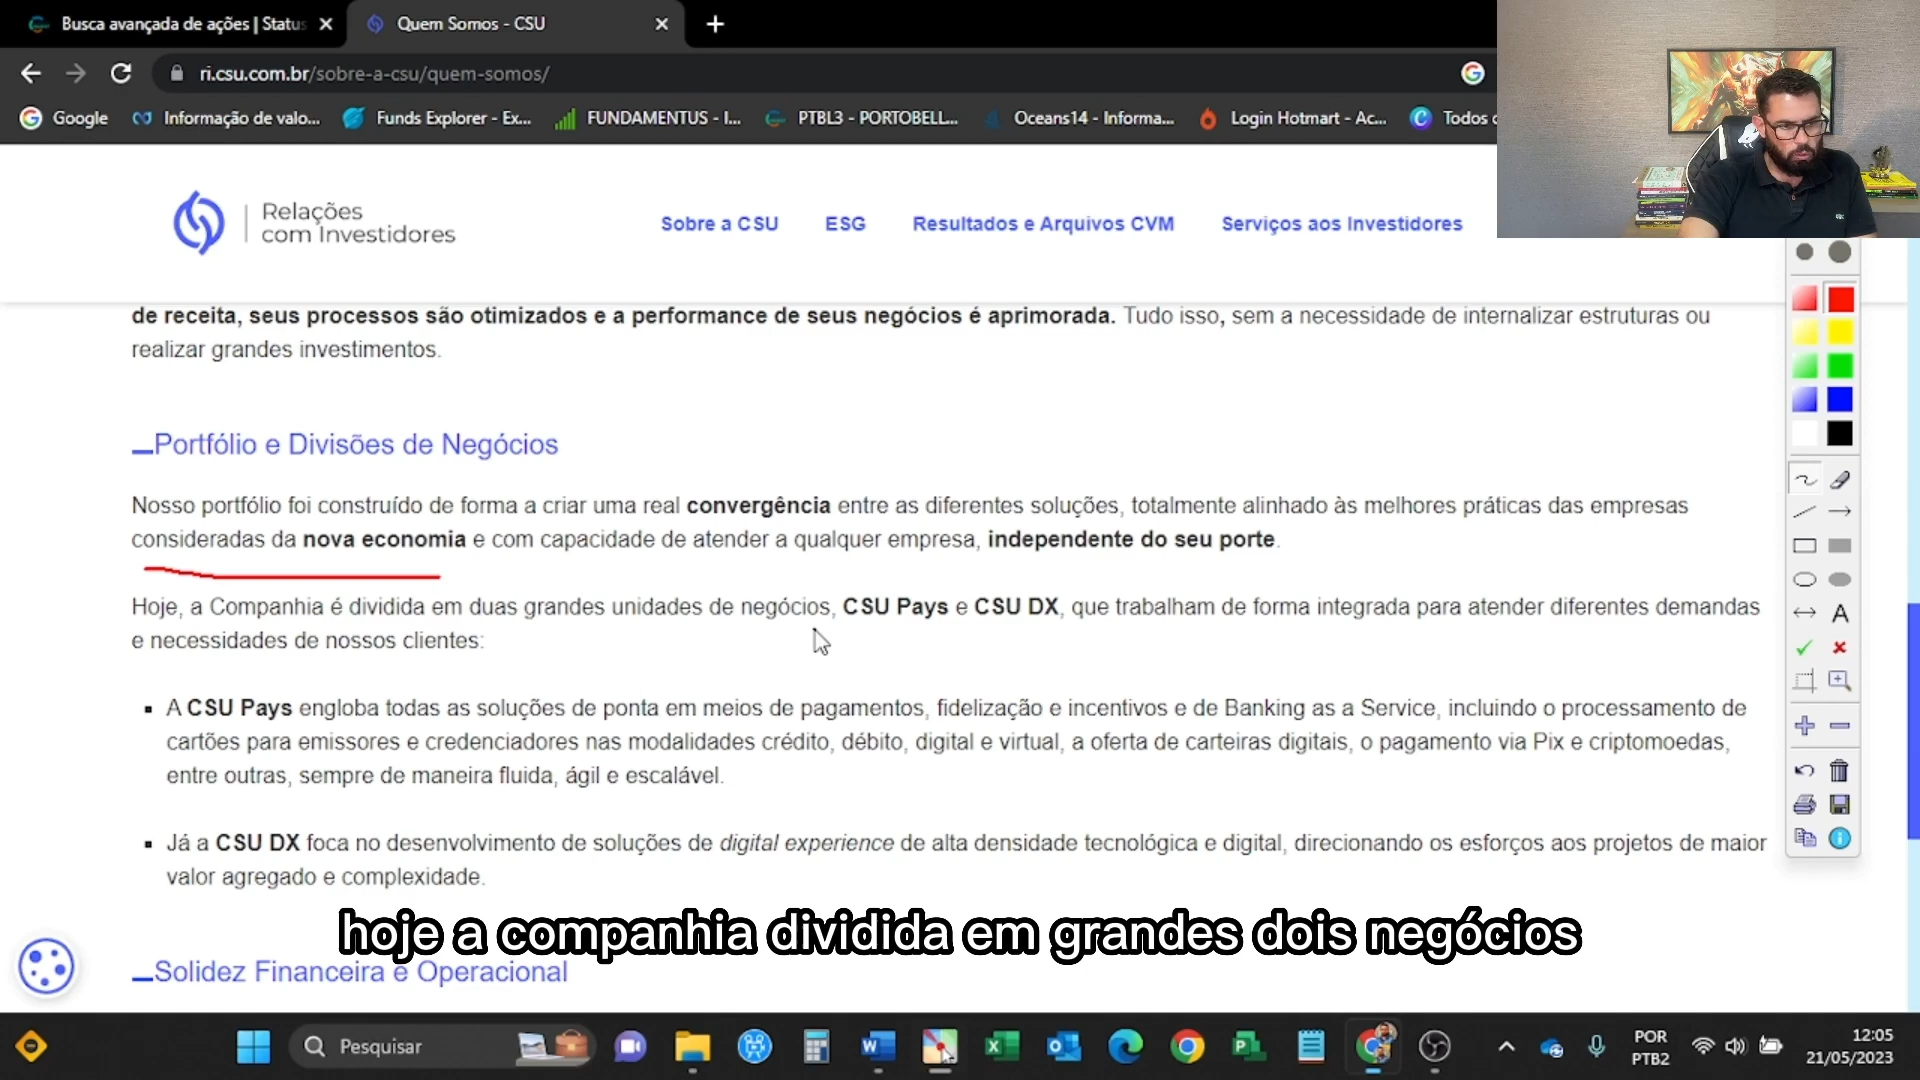 Busca avançada de ações | Status
Quem Somos - CSU
ri.csu.com.br/sobre-a-csu/quem-somos/
Google
Informação de valo...
Funds Explorer - Ex...
FUNDAMENTUS - I...
PTBL3 - PORTOBELL...
Oceans14 - Informa...
Login Hotmart - Ac...
Todos
Relações
com Investidores
Sobre a CSU
ESG
Resultados e Arquivos CVM
Serviços aos Investidores
de receita, seus processos são otimizados e a performance de seus negócios é aprimorada. Tudo isso, sem a necessidade de internalizar estruturas ou
realizar grandes investimentos.
Portfólio e Divisões de Negócios
Nosso portfólio foi construído de forma a criar uma real convergência entre as diferentes soluções, totalmente alinhado às melhores práticas das empresas
consideradas da nova economia e com capacidade de atender a qualquer empresa, independente do seu porte.
Hoje, a Companhia é dividida em duas grandes unidades de negócios, CSU Pays e CSU DX, que trabalham de forma integrada para atender diferentes demandas
e necessidades de nossos clientes:
A CSU Pays engloba todas as soluções de ponta em meios de pagamentos, fidelização e incentivos e de Banking as a Service, incluindo o processamento de
cartões para emissores e credenciadores nas modalidades crédito, débito, digital e virtual, a oferta de carteiras digitais, o pagamento via Pix e criptomoedas,
entre outras, sempre de maneira fluida, ágil e escalável.
Já a CSU DX foca no desenvolvimento de soluções de digital experience de alta densidade tecnológica e digital, direcionando os esforços aos projetos de maior
valor agregado e complexidade.
hoje a companhia dividida em grandes dois negócios
Solidez Financeira e Operacional
Pesquisar
POR
PTB2
12:05
21/05/2023